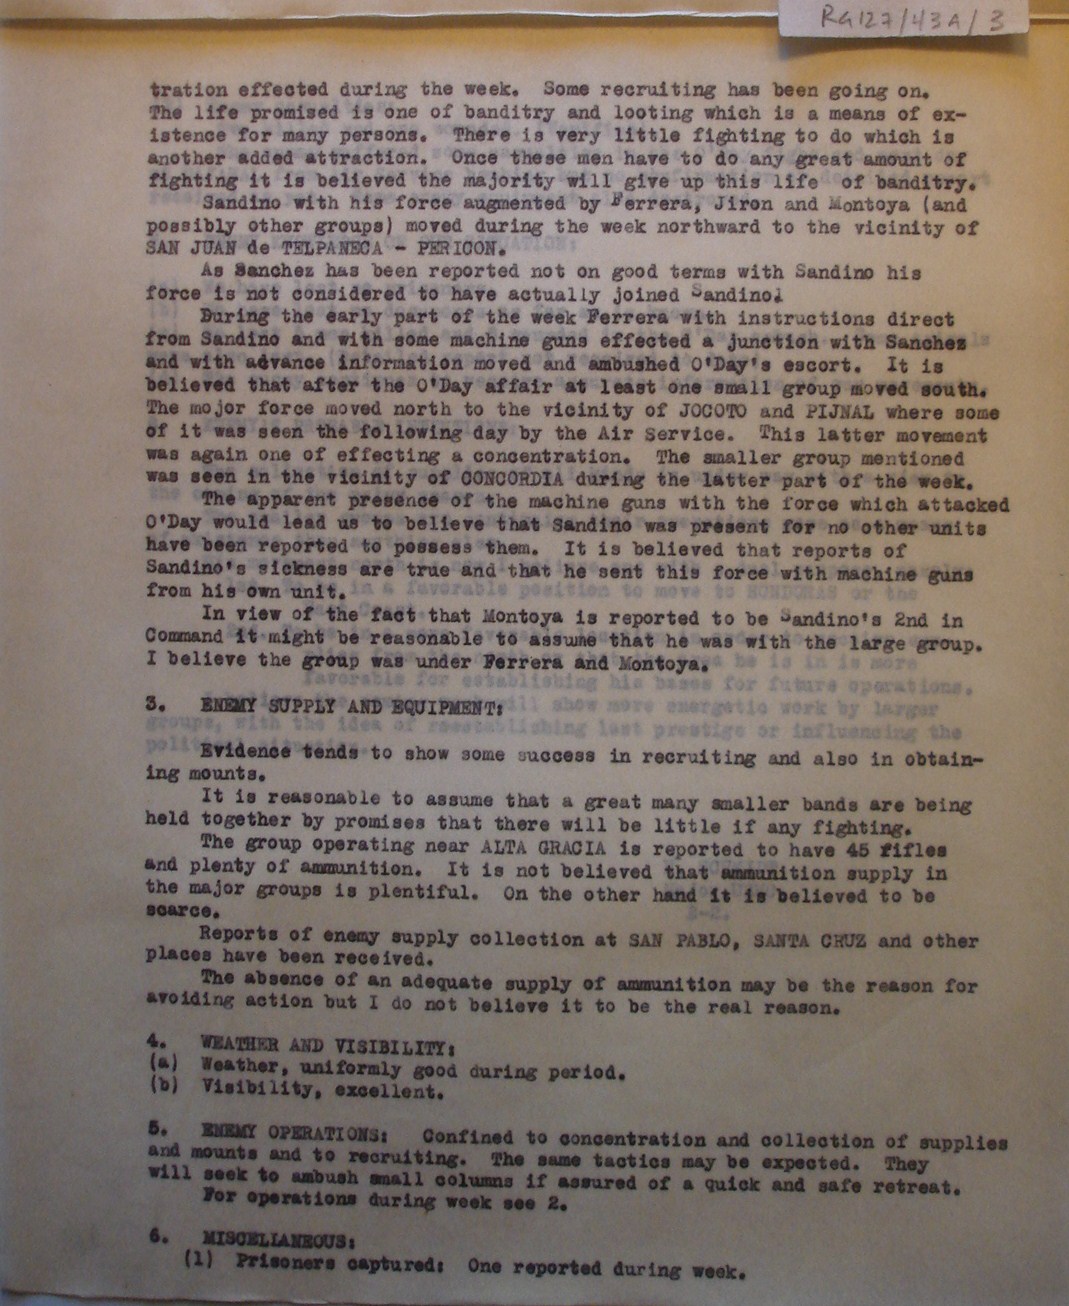 RG127/43A/3
tration effected during the week. Some recruiting has been going on.
The life promised is one of banditry and looting which is a means of ex-
istence for many persons. There is very little fighting to do which is
another added attraction. Once these men have to do any great amount of
fighting it is believed the majority will give up this life of banditry.
Sandino with his force augmented by Ferrera, Jiron and Montoya (and
possibly other groups) moved during the week northward to the vicinity of
SAN JUAN de TELPANECA - PERICON.
As Sanchez has been reported not on good terms with Sandino his
force is not considered to have actually joined Sandino.
During the early part of the week Ferrera with instructions direct
from Sandino and with some machine guns effected a junction with Sanchez
and with advance information moved and ambushed O'Day's escort. It is
believed that after the O'Day affair at least one small group moved south.
The mojor force moved north to the vicinity of JOCOTO and PIJNAL where some
of it was seen the following day by the Air Service. This latter movement
was again one of effecting a concentration. The smaller group mentioned
was seen in the vicinity of CONCORDIA during the latter part of the week.
The apparent presence of the machine guns with the force which attacked
O'Day would lead us to believe that Sandino was present for no other units
have been reported to possess them. It is believed that reports of
Sandino's sickness are true and that he sent this force with machine guns
from his own unit.
In view of the fact that Montoya is reported to be Sandino's 2nd in
Command it might be reasonable to assume that he was with the large group.
I believe the group was under Ferrera and Montoya.
3. ENEMY SUPPLY AND EQUIPMENT:
Evidence tends to show some success in recruiting and also in obtain-
ing mounts.
It is reasonable to assume that a great many smaller bands are being
held together by promises that there will be little if any fighting.
The group operating near ALTA GRACIA is reported to have 45 rifles
and plenty of ammunition. It is not believed that ammunition supply in
the major groups is plentiful. On the other hand it is believed to be
scarce.
Reports of enemy supply collection at SAN PABLO, SANTA CRUZ and other
places have been received.
The absence of an adequate supply of ammunition may be the reason for
avoiding action but I do not believe it to be the real reason.
4. WEATHER AND VISIBILITY:
(a) Weather, uniformly good during period.
(b) Visibility, excellent.
5. ENEMY OPERATIONS: Confined to concentration and collection of supplies
and mounts and to recruiting. The same tactics may be expected. They
will seek to ambush small columns if assured of a quick and safe retreat.
For operations during week see 2.
6. MISCELLANEOUS:
(1) Prisoners captured: One reported during week.